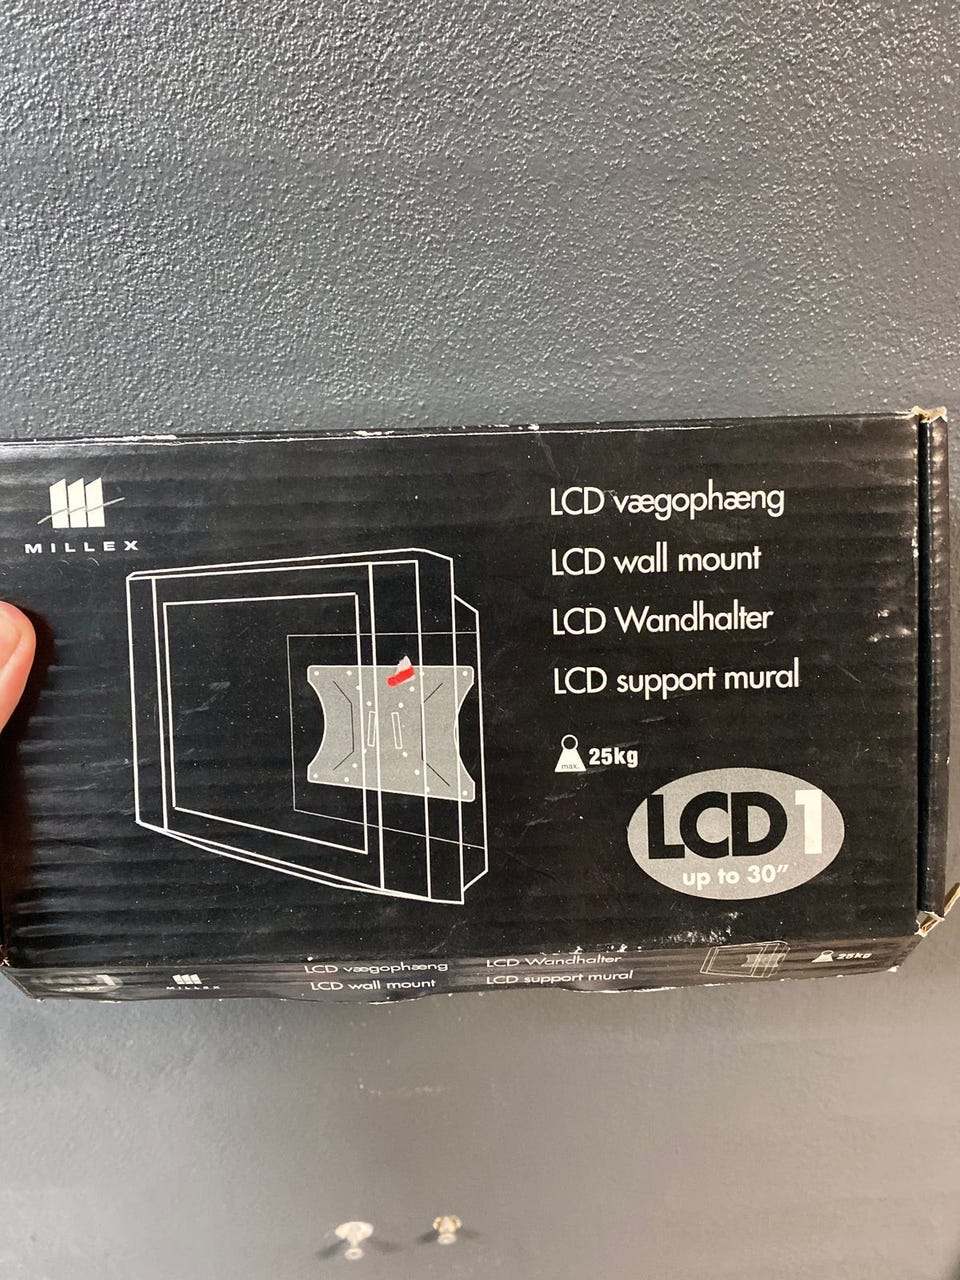 MILLEX
LCD vægophæng
LCD wall mount
LCD Wandhalter
LCD support mural
max. 25kg
LCD1
up to 30"
MILLEX
LCD vægophæng
LCD wall mount
LCD Wandhalter
LCD support mural
25kg